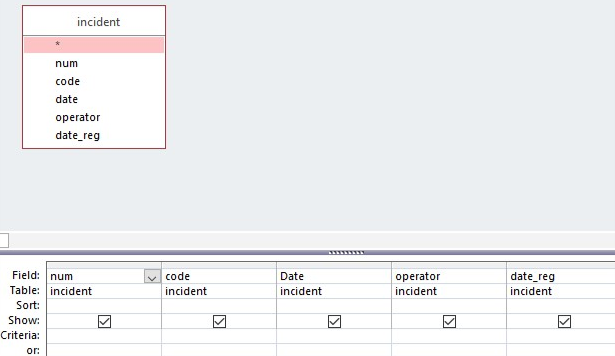 incident
*
num
code
date
operator
date_reg
Field: num code Date operator date_reg
Table: incident incident incident incident incident
Sort:
Show:
Criteria:
or: